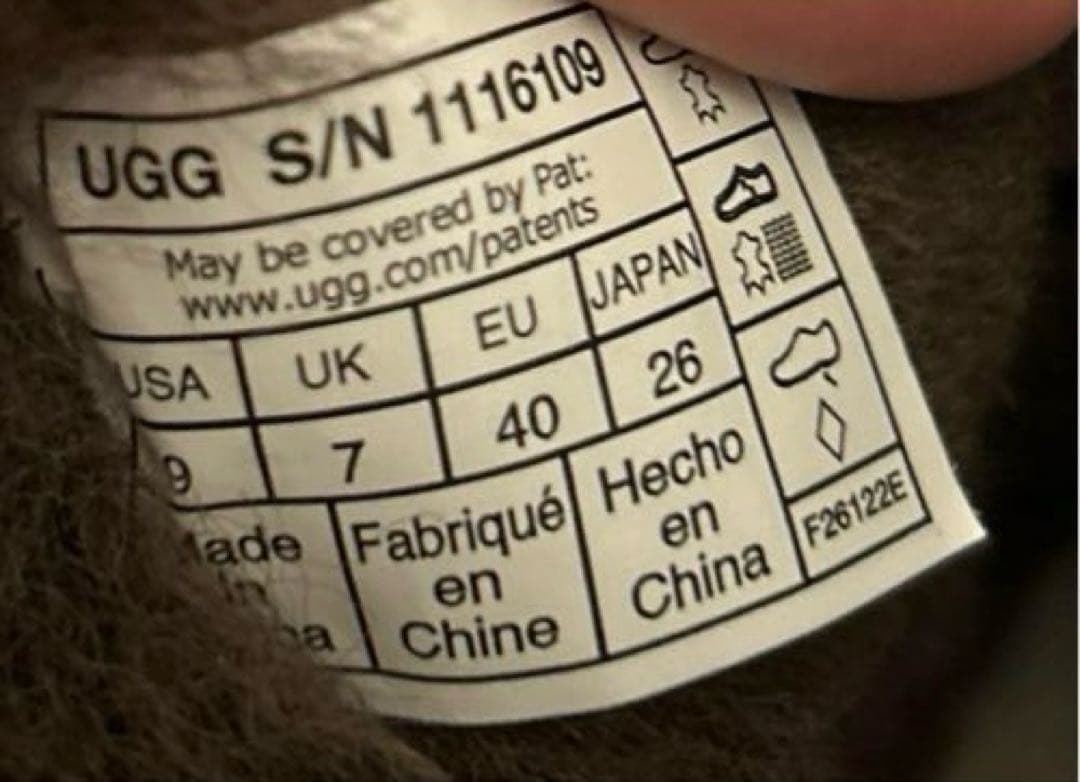 UGG S/N 1116109
May be covered by Pat:
www.ugg.com/patents
USA UK EU JAPAN
9 7 40 26
Fabriqué
en
Chine
Hecho
en
China
F26122E